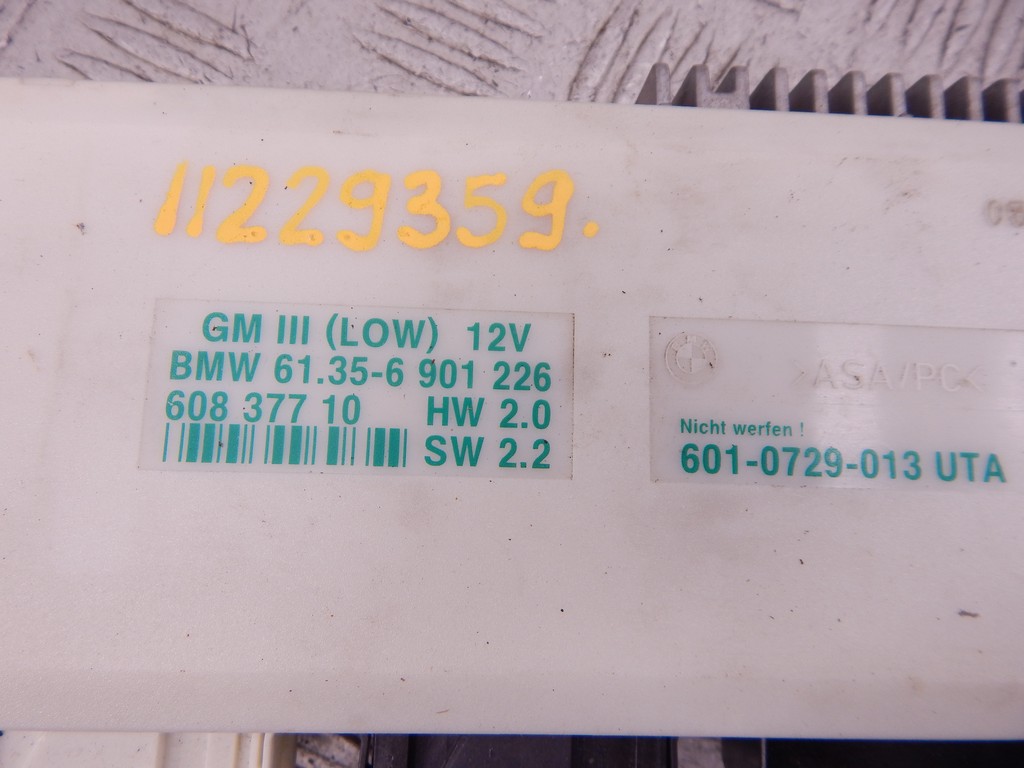 11229359.
GM III (LOW) 12V
BMW 61.35-6 901 226
608 377 10 HW 2.0
SW 2.2
>ASA/PC<
Nicht werfen !
601-0729-013 UTA